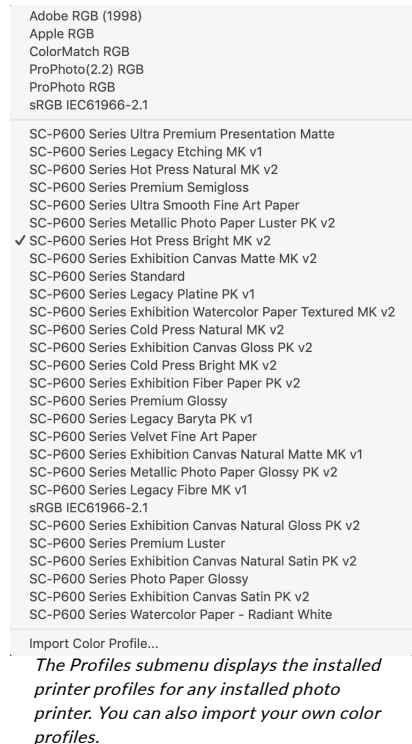 Adobe RGB (1998)
Apple RGB
ColorMatch RGB
ProPhoto(2.2) RGB
ProPhoto RGB
sRGB IEC61966-2.1
SC-P600 Series Ultra Premium Presentation Matte
SC-P600 Series Legacy Etching MK v1
SC-P600 Series Hot Press Natural MK v2
SC-P600 Series Premium Semigloss
SC-P600 Series Ultra Smooth Fine Art Paper
SC-P600 Series Metallic Photo Paper Luster PK v2
✓ SC-P600 Series Hot Press Bright MK v2
SC-P600 Series Exhibition Canvas Matte MK v2
SC-P600 Series Standard
SC-P600 Series Legacy Platine PK v1
SC-P600 Series Exhibition Watercolor Paper Textured MK v2
SC-P600 Series Cold Press Natural MK v2
SC-P600 Series Exhibition Canvas Gloss PK v2
SC-P600 Series Cold Press Bright MK v2
SC-P600 Series Exhibition Fiber Paper PK v2
SC-P600 Series Premium Glossy
SC-P600 Series Legacy Baryta PK v1
SC-P600 Series Velvet Fine Art Paper
SC-P600 Series Exhibition Canvas Natural Matte MK v1
SC-P600 Series Metallic Photo Paper Glossy PK v2
SC-P600 Series Legacy Fibre MK v1
sRGB IEC61966-2.1
SC-P600 Series Exhibition Canvas Natural Gloss PK v2
SC-P600 Series Premium Luster
SC-P600 Series Exhibition Canvas Natural Satin PK v2
SC-P600 Series Photo Paper Glossy
SC-P600 Series Exhibition Canvas Satin PK v2
SC-P600 Series Watercolor Paper - Radiant White
Import Color Profile...
The Profiles submenu displays the installed
printer profiles for any installed photo
printer. You can also import your own color
profiles.